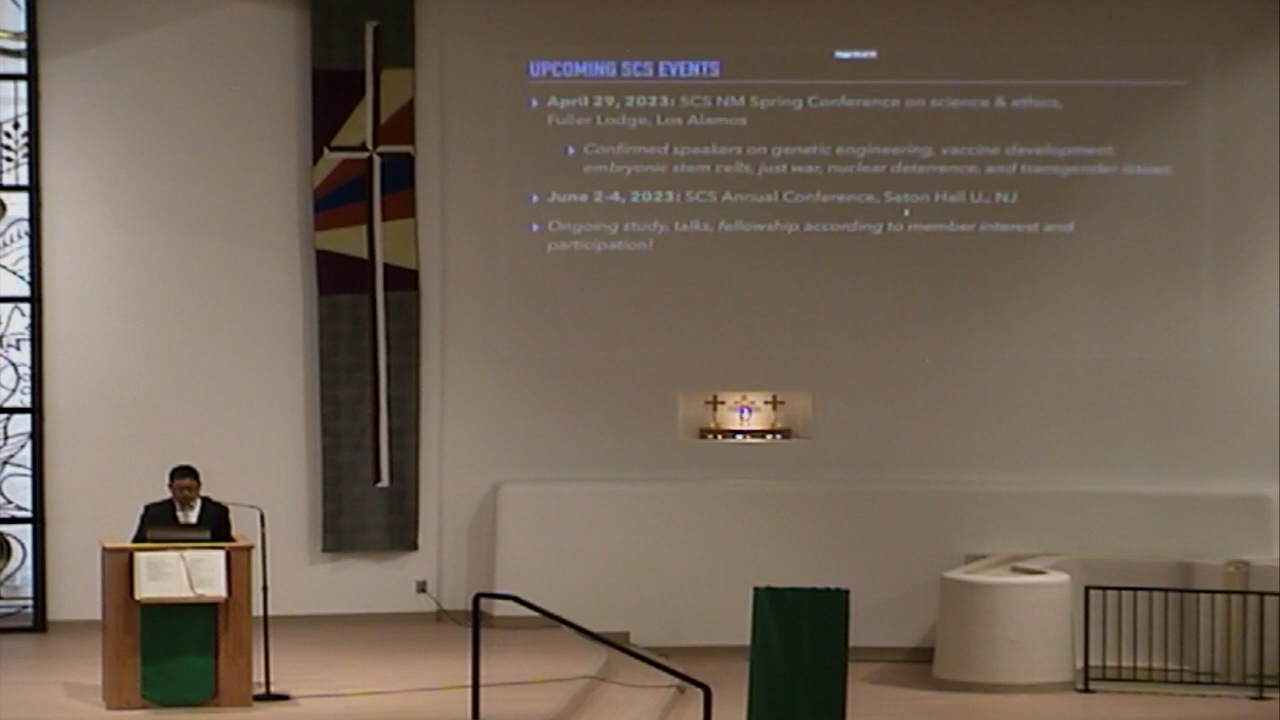 UPCOMING SCS EVENTS
April 29, 2023: SCS NM Spring Conference on science & ethics,
Fuller Lodge, Los Alamos
Confirmed speakers on genetic engineering, vaccine development,
embryonic stem cells, just war, nuclear deterrence, and transgender issues
June 2-4, 2023: SCS Annual Conference, Seton Hall U., NJ
Ongoing study, talks, fellowship according to member interest and
participation!